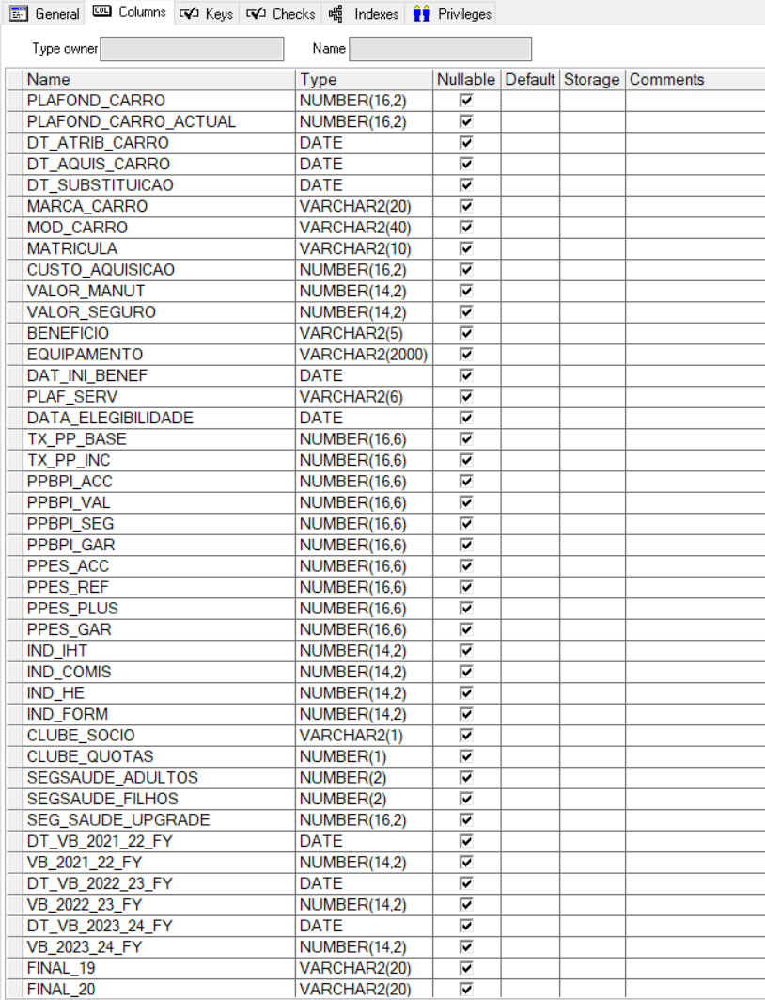 General Columns Keys Checks Indexes Privileges
Type owner Name
Name Type Nullable Default Storage Comments
PLAFOND_CARRO NUMBER(16,2)
PLAFOND_CARRO_ACTUAL NUMBER(16,2)
DT_ATRIB_CARRO DATE
DT_AQUIS_CARRO DATE
DT_SUBSTITUICAO DATE
MARCA_CARRO VARCHAR2(20)
MOD_CARRO VARCHAR2(40)
MATRICULA VARCHAR2(10)
CUSTO_AQUISICAO NUMBER(16,2)
VALOR_MANUT NUMBER(14,2)
VALOR_SEGURO NUMBER(14,2)
BENEFICIO VARCHAR2(5)
EQUIPAMENTO VARCHAR2(2000)
DAT_INI_BENEF DATE
PLAF_SERV VARCHAR2(6)
DATA_ELEGIBILIDADE DATE
TX_PP_BASE NUMBER(16,6)
TX_PP_INC NUMBER(16,6)
PPBPI_ACC NUMBER(16,6)
PPBPI_VAL NUMBER(16,6)
PPBPI_SEG NUMBER(16,6)
PPBPI_GAR NUMBER(16,6)
PPES_ACC NUMBER(16,6)
PPES_REF NUMBER(16,6)
PPES_PLUS NUMBER(16,6)
PPES_GAR NUMBER(16,6)
IND_IHT NUMBER(14,2)
IND_COMIS NUMBER(14,2)
IND_HE NUMBER(14,2)
IND_FORM NUMBER(14,2)
CLUBE_SOCIO VARCHAR2(1)
CLUBE_QUOTAS NUMBER(1)
SEGSAUDE_ADULTOS NUMBER(2)
SEGSAUDE_FILHOS NUMBER(2)
SEG_SAUDE_UPGRADE NUMBER(16,2)
DT_VB_2021_22_FY DATE
VB_2021_22_FY NUMBER(14,2)
DT_VB_2022_23_FY DATE
VB_2022_23_FY NUMBER(14,2)
DT_VB_2023_24_FY DATE
VB_2023_24_FY NUMBER(14,2)
FINAL_19 VARCHAR2(20)
FINAL_20 VARCHAR2(20)